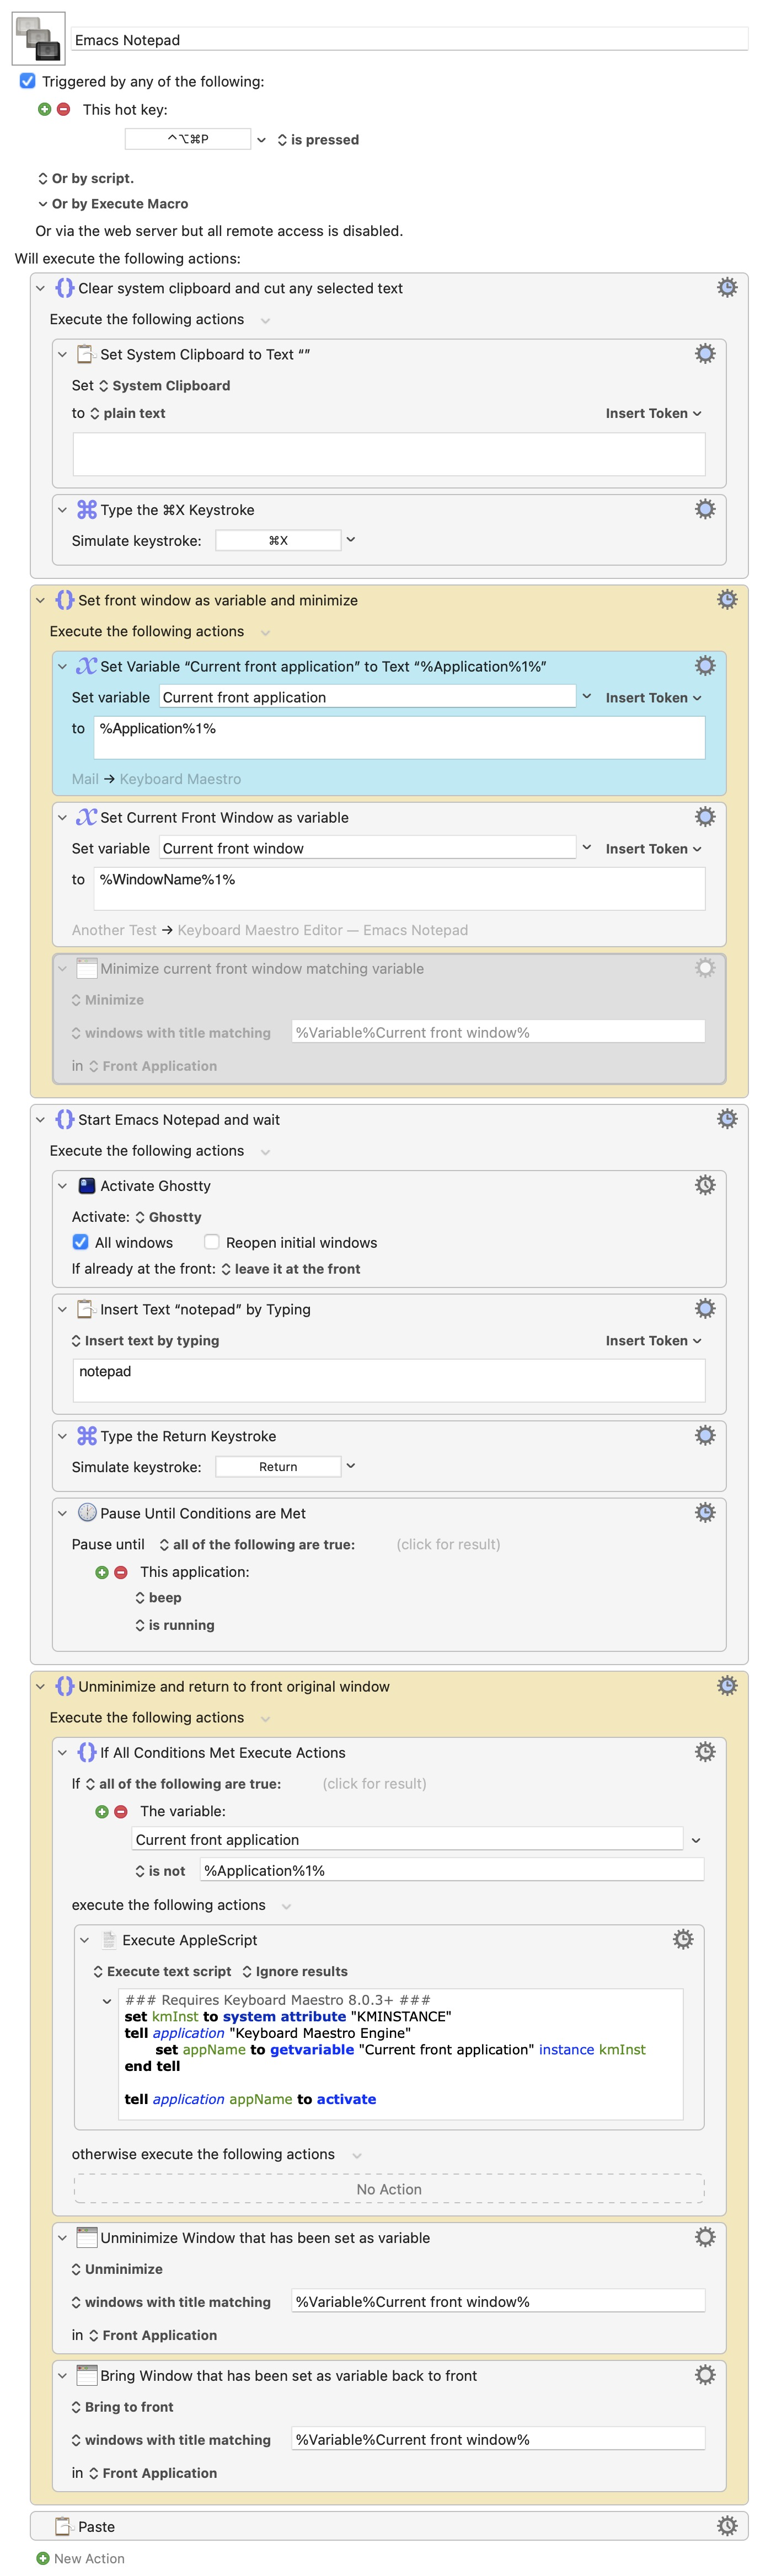 Emacs Notepad
Triggered by any of the following:
This hot key:
^⌥⌘P is pressed
Or by script.
Or by Execute Macro
Or via the web server but all remote access is disabled.
Will execute the following actions:
Clear system clipboard and cut any selected text
Execute the following actions
Set System Clipboard to Text “”
Set System Clipboard
to plain text Insert Token
Type the ⌘X Keystroke
Simulate keystroke: ⌘X
Set front window as variable and minimize
Execute the following actions
Set Variable “Current front application” to Text “%Application%1%”
Set variable Current front application Insert Token
to %Application%1%
Mail → Keyboard Maestro
Set Current Front Window as variable
Set variable Current front window Insert Token
to %WindowName%1%
Another Test → Keyboard Maestro Editor — Emacs Notepad
Minimize current front window matching variable
Minimize
windows with title matching %Variable%Current front window%
in Front Application
Start Emacs Notepad and wait
Execute the following actions
Activate Ghostty
Activate: Ghostty
All windows Reopen initial windows
If already at the front: leave it at the front
Insert Text “notepad” by Typing
Insert text by typing Insert Token
notepad
Type the Return Keystroke
Simulate keystroke: Return
Pause Until Conditions are Met
Pause until all of the following are true: (click for result)
This application:
beep
is running
Unminimize and return to front original window
Execute the following actions
If All Conditions Met Execute Actions
If all of the following are true: (click for result)
The variable:
Current front application
is not %Application%1%
execute the following actions
Execute AppleScript
Execute text script Ignore results
### Requires Keyboard Maestro 8.0.3+ ###
set kmInst to system attribute "KMINSTANCE"
tell application "Keyboard Maestro Engine"
set appName to getvariable "Current front application" instance kmInst
end tell
tell application appName to activate
otherwise execute the following actions
No Action
Unminimize Window that has been set as variable
Unminimize
windows with title matching %Variable%Current front window%
in Front Application
Bring Window that has been set as variable back to front
Bring to front
windows with title matching %Variable%Current front window%
in Front Application
Paste
New Action